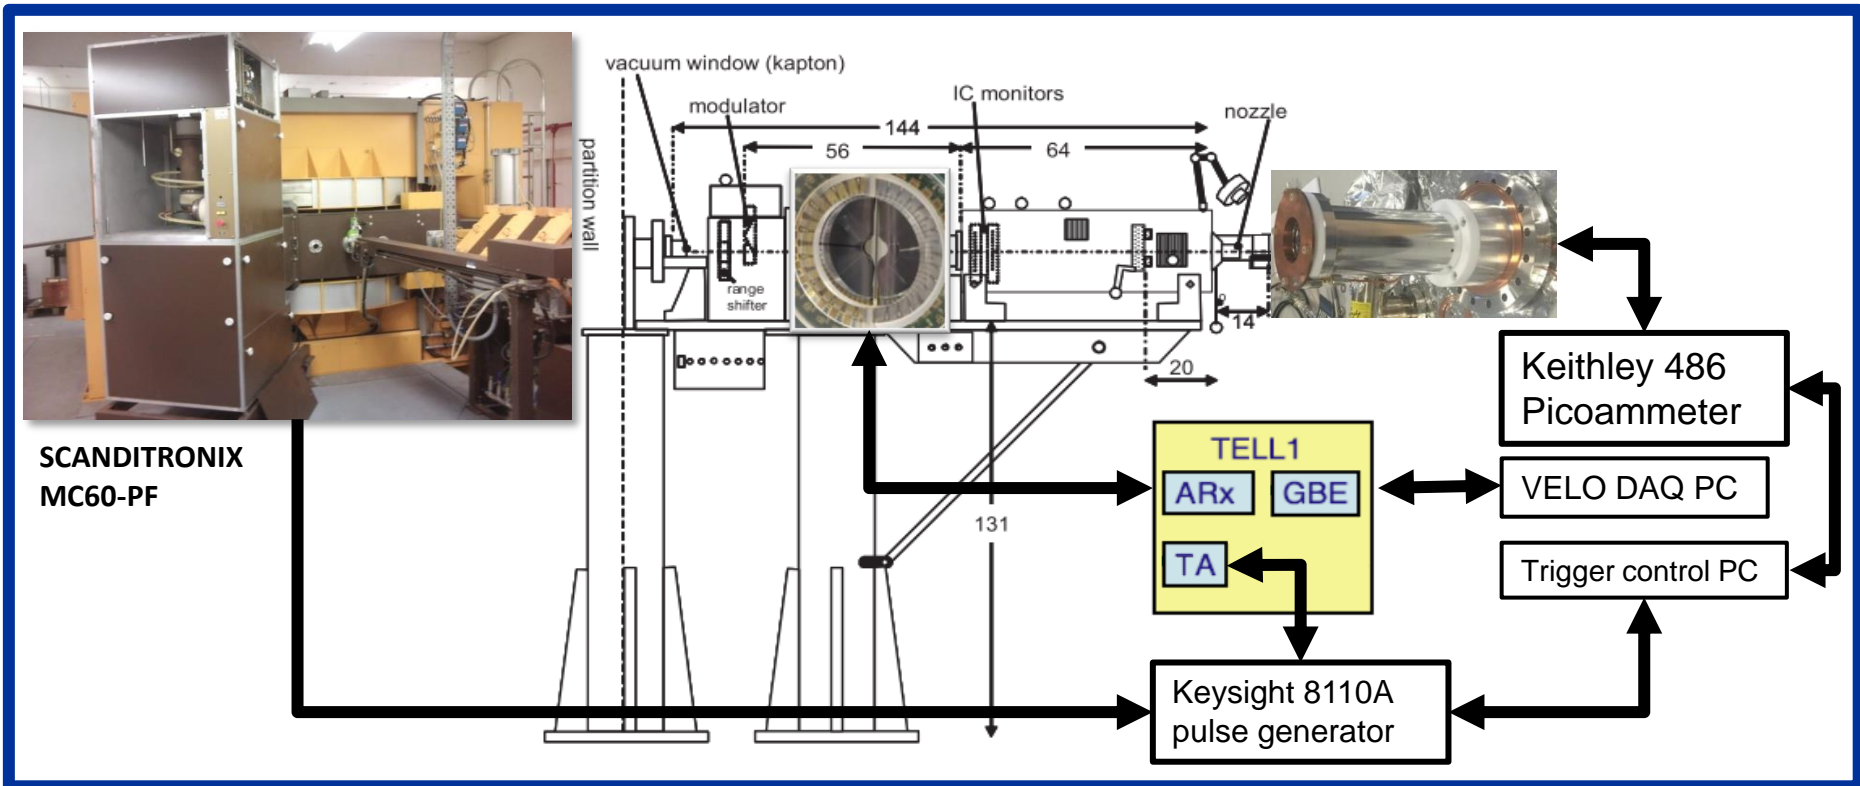 vacuum window (kapton)
modulator
IC monitors
nozzle
144
56
64
partition wall
range
shifter
14
20
131
SCANDITRONIX
MC60-PF
Keithley 486
Picoammeter
TELL1
ARx
GBE
TA
VELO DAQ PC
Trigger control PC
Keysight 8110A
pulse generator